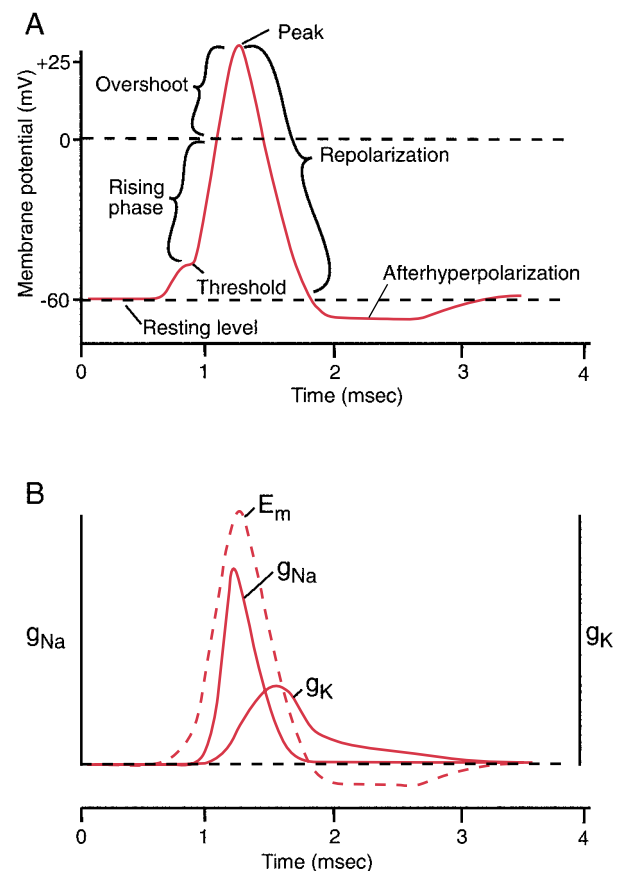 A
Peak
+25
Overshoot
0
Membrane potential (mV)
Repolarization
Rising
phase
Threshold
Afterhyperpolarization
-60
Resting level
0 1 2 3 4
Time (msec)
B
Em
gNa
gNa
gK
gK
0 1 2 3 4
Time (msec)